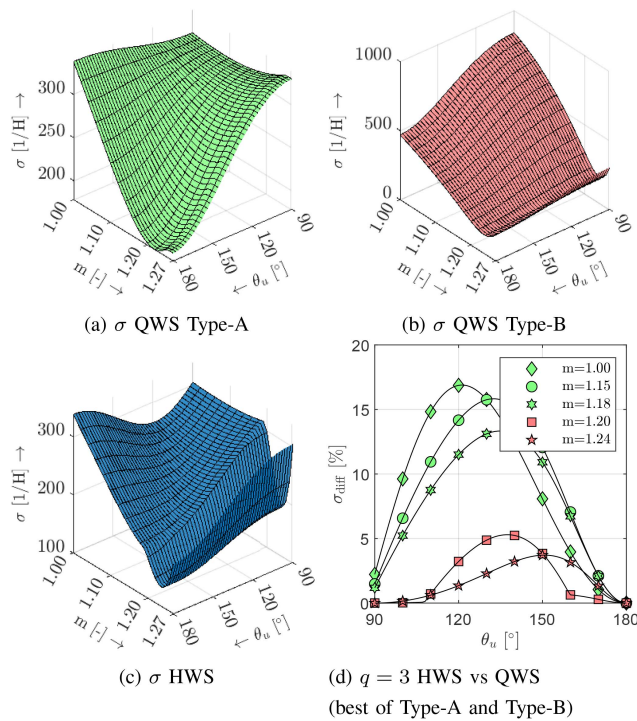 σ [1/H] →
300
250
200
1.00
1.10
1.20
1.27
m [-] →
180
150
120
90
← θu [°]
(a) σ QWS Type-A
σ [1/H] →
1000
500
0
1.00
1.10
1.20
1.27
m [-] →
180
150
120
90
← θu [°]
(b) σ QWS Type-B
σ [1/H] →
300
200
100
1.00
1.10
1.20
1.27
m [-] →
180
150
120
90
← θu [°]
(c) σ HWS
σdiff [%]
20
15
10
5
0
90
120
150
180
θu [°]
m=1.00
m=1.15
m=1.18
m=1.20
m=1.24
(d) q = 3 HWS vs QWS
(best of Type-A and Type-B)